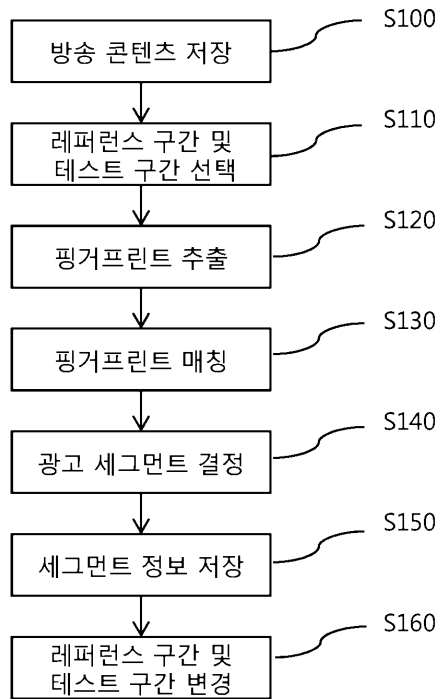 방송 콘텐츠 저장
S100
레퍼런스 구간 및
테스트 구간 선택
S110
핑거프린트 추출
S120
핑거프린트 매칭
S130
광고 세그먼트 결정
S140
세그먼트 정보 저장
S150
레퍼런스 구간 및
테스트 구간 변경
S160